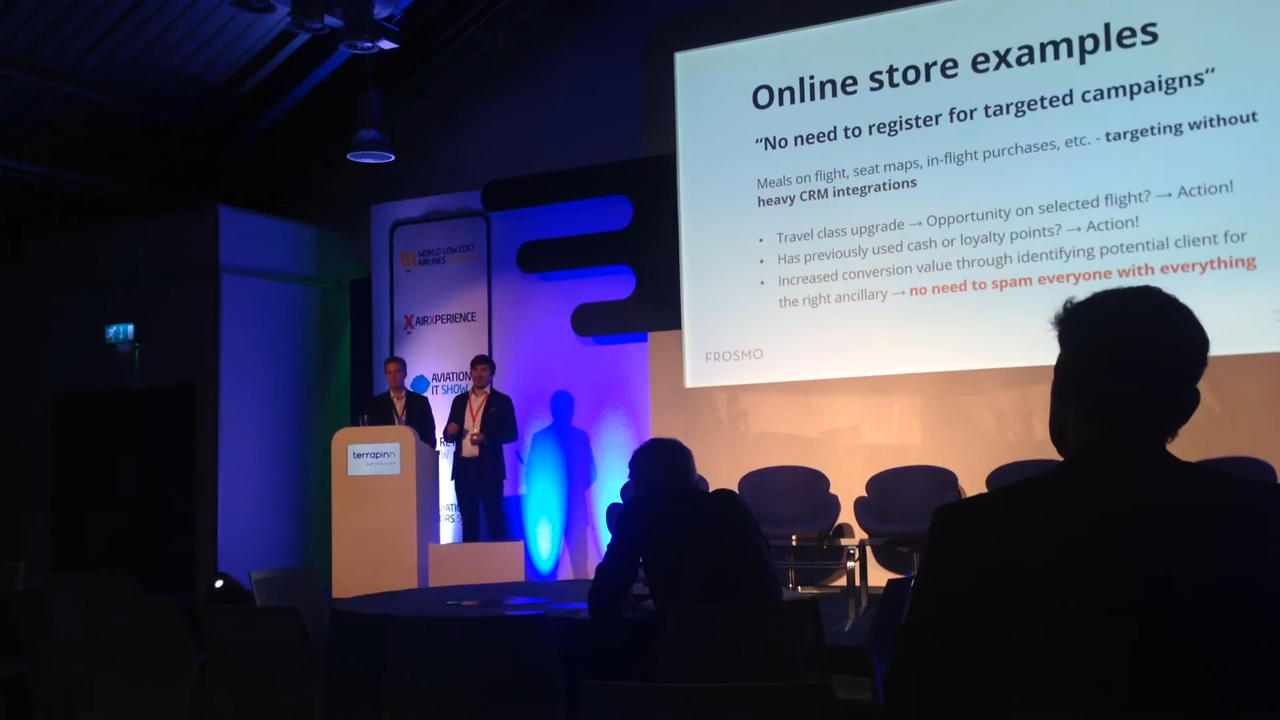 Online store examples
“No need to register for targeted campaigns“
Meals on flight, seat maps, in-flight purchases, etc. - targeting without
heavy CRM integrations
• Travel class upgrade → Opportunity on selected flight? → Action!
• Has previously used cash or loyalty points? → Action!
• Increased conversion value through identifying potential client for
the right ancillary → no need to spam everyone with everything
FROSMO
WORLD LOW COST
AIRLINES
AIRXPERIENCE
AVIATION
IT SHOW
terrapinn